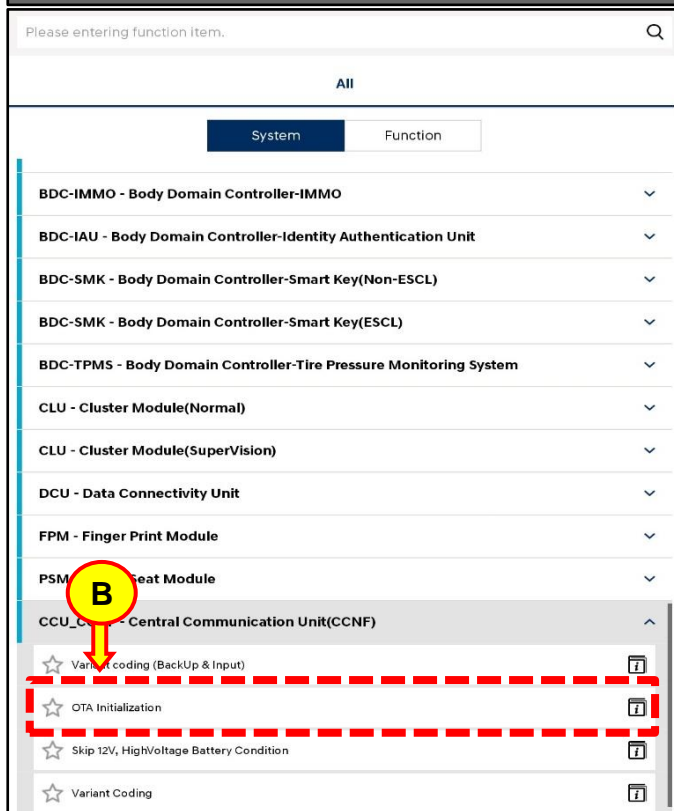 Please entering function item.
All
System Function
BDC-IMMO - Body Domain Controller-IMMO
BDC-IAU - Body Domain Controller-Identity Authentication Unit
BDC-SMK - Body Domain Controller-Smart Key(Non-ESCL)
BDC-SMK - Body Domain Controller-Smart Key(ESCL)
BDC-TPMS - Body Domain Controller-Tire Pressure Monitoring System
CLU - Cluster Module(Normal)
CLU - Cluster Module(SuperVision)
DCU - Data Connectivity Unit
FPM - Finger Print Module
PSM Seat Module
B
- Central Communication Unit(CCNF)
Variant coding (BackUp & Input)
OTA Initialization
Skip 12V, HighVoltage Battery Condition
Variant Coding